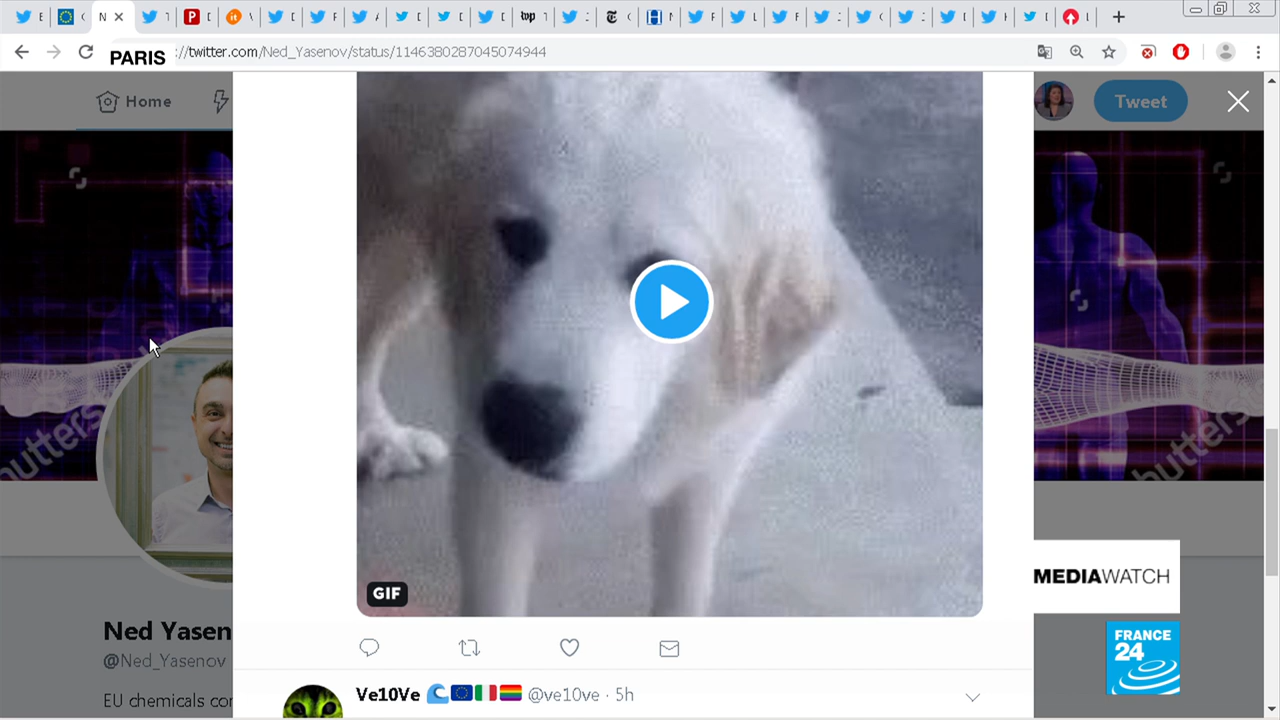 PARIS
://twitter.com/Ned_Yasenov/status/1146380287045074944
Home
Tweet
GIF
MEDIAWATCH
FRANCE
24
Ned Yasen
@Ned_Yasenov
EU chemicals cor
Ve10Ve @ve10ve · 5h